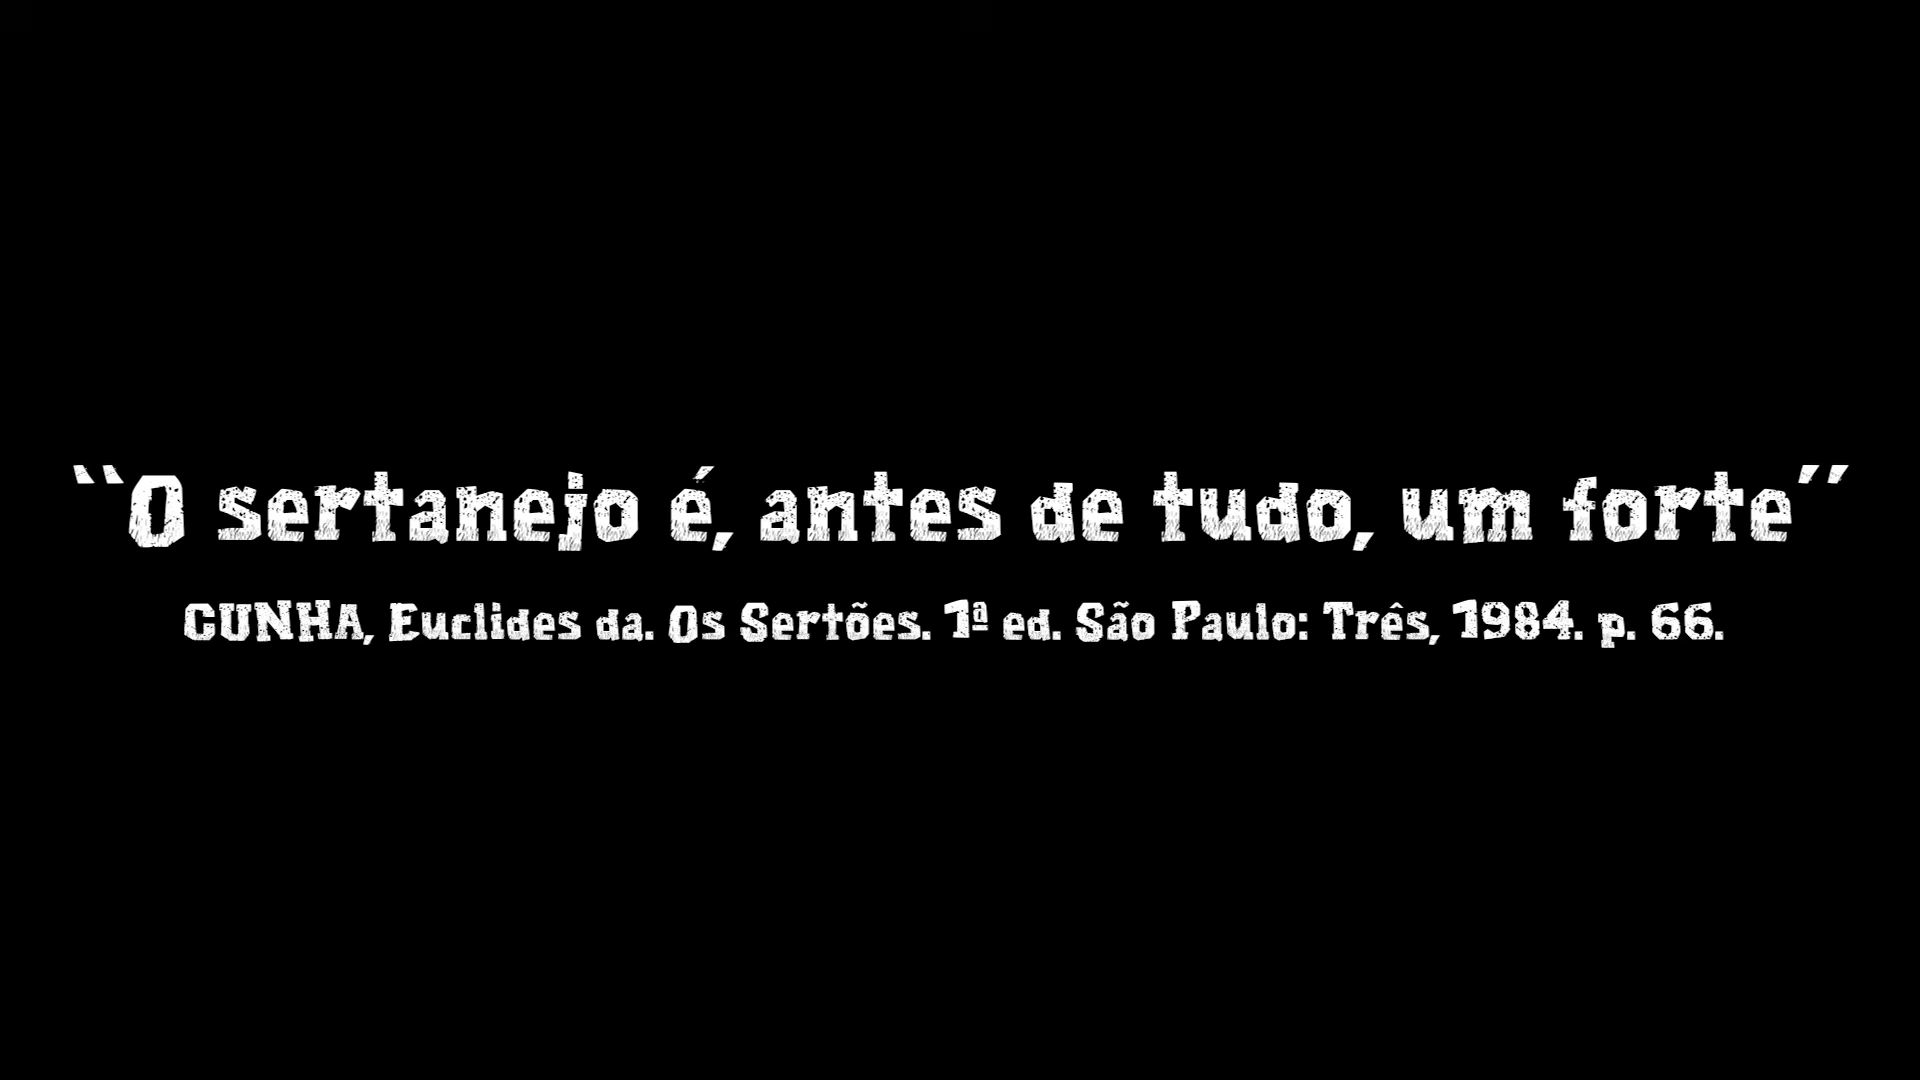 “O sertanejo é, antes de tudo, um forte”
CUNHA, Euclides da. Os Sertões. 1ª ed. São Paulo: Três, 1984. p. 66.